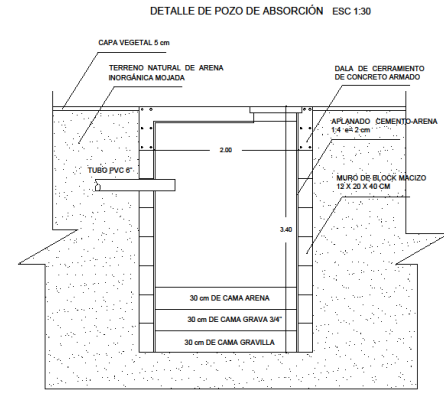 DETALLE DE POZO DE ABSORCIÓN ESC 1:30
CAPA VEGETAL 5 cm
TERRENO NATURAL DE ARENA
INORGÁNICA MOJADA
DALA DE CERRAMIENTO
DE CONCRETO ARMADO
APLANADO CEMENTO-ARENA
1:4 e= 2 cm
2.00
TUBO PVC 6"
MURO DE BLOCK MACIZO
12 X 20 X 40 CM
3.40
30 cm DE CAMA ARENA
30 cm DE CAMA GRAVA 3/4"
30 cm DE CAMA GRAVILLA